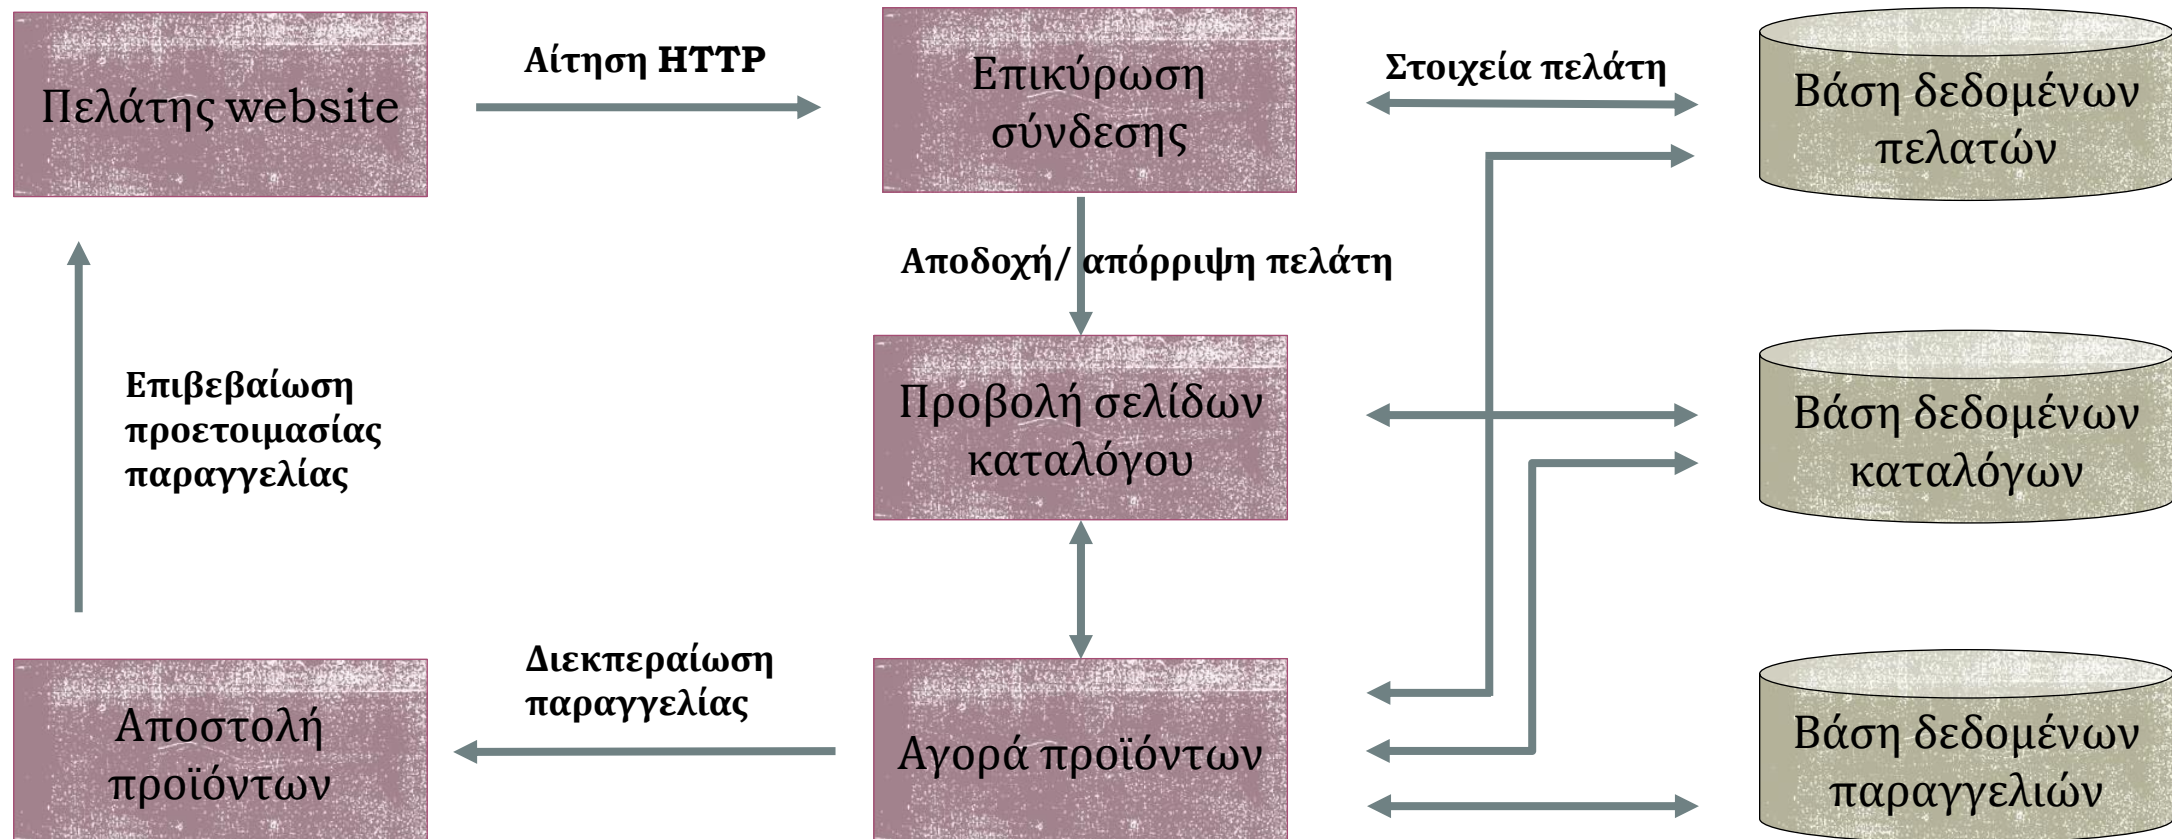 Πελάτης website
Αίτηση HTTP
Επικύρωση
σύνδεσης
Στοιχεία πελάτη
Βάση δεδομένων
πελατών
Αποδοχή/ απόρριψη πελάτη
Επιβεβαίωση
προετοιμασίας
παραγγελίας
Προβολή σελίδων
καταλόγου
Βάση δεδομένων
καταλόγων
Αποστολή
προϊόντων
Διεκπεραίωση
παραγγελίας
Αγορά προϊόντων
Βάση δεδομένων
παραγγελιών